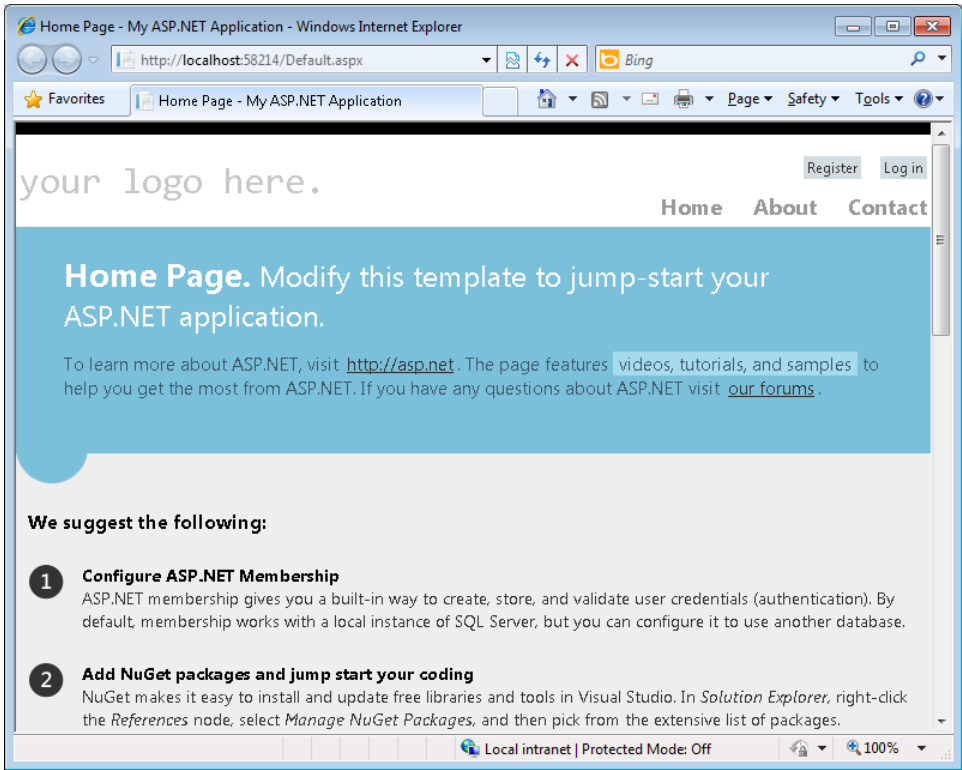 Home Page - My ASP.NET Application - Windows Internet Explorer
http://localhost:58214/Default.aspx
Bing
Favorites
Home Page - My ASP.NET Application
Page
Safety
Tools
your logo here.
Register Log in
Home About Contact
Home Page. Modify this template to jump-start your
ASP.NET application.
To learn more about ASP.NET, visit http://asp.net. The page features videos, tutorials, and samples to
help you get the most from ASP.NET. If you have any questions about ASP.NET visit our forums.
We suggest the following:
1
Configure ASP.NET Membership
ASP.NET membership gives you a built-in way to create, store, and validate user credentials (authentication). By
default, membership works with a local instance of SQL Server, but you can configure it to use another database.
2
Add NuGet packages and jump start your coding
NuGet makes it easy to install and update free libraries and tools in Visual Studio. In Solution Explorer, right-click
the References node, select Manage NuGet Packages, and then pick from the extensive list of packages.
Local intranet | Protected Mode: Off
100%